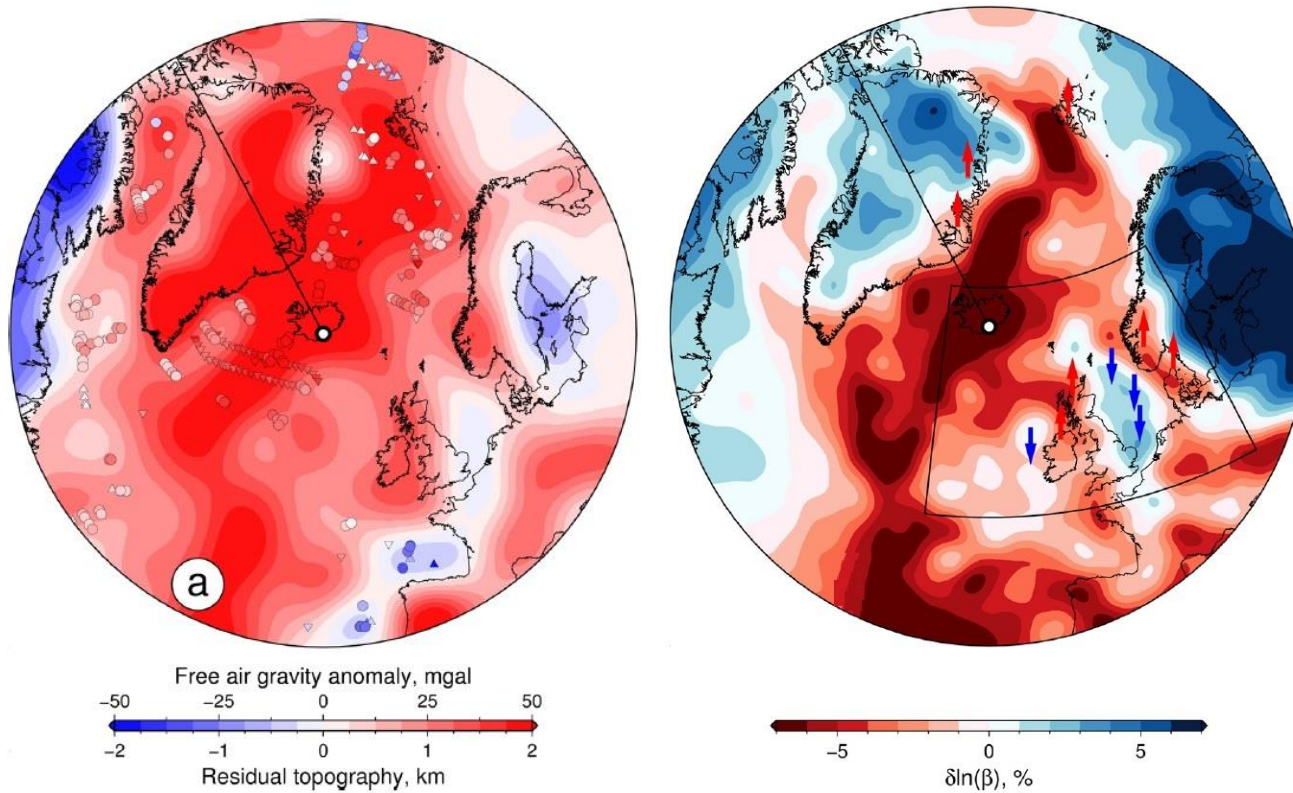 a
Free air gravity anomaly, mgal
−50 −25 0 25 50
−2 −1 0 1 2
Residual topography, km
−5 0 5
δln(β), %